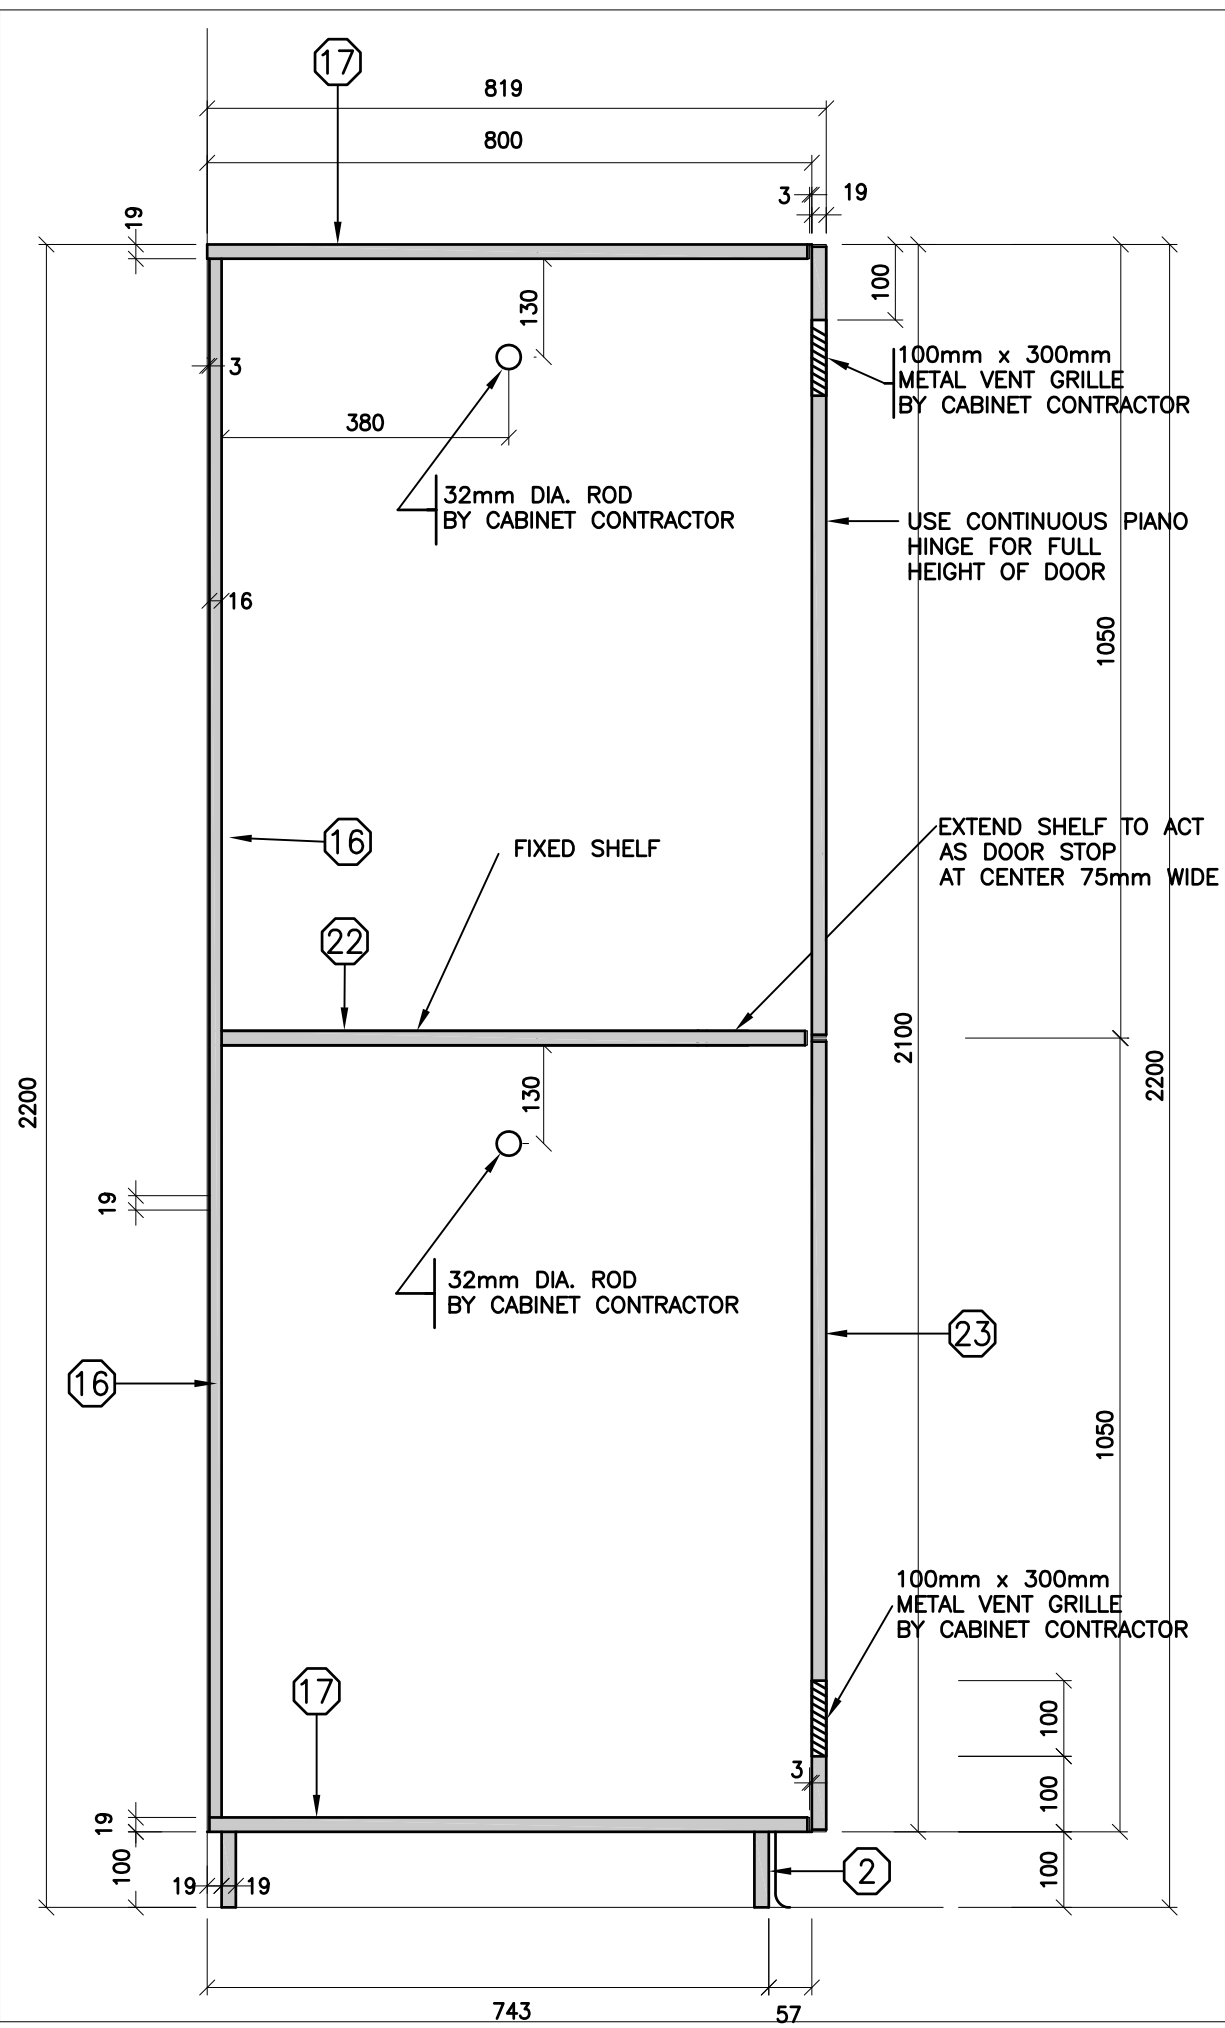 17
819
800
3
19
19
100
130
100mm x 300mm
METAL VENT GRILLE
BY CABINET CONTRACTOR
3
380
32mm DIA. ROD
BY CABINET CONTRACTOR
USE CONTINUOUS PIANO
HINGE FOR FULL
HEIGHT OF DOOR
16
1050
16
FIXED SHELF
EXTEND SHELF TO ACT
AS DOOR STOP
AT CENTER 75mm WIDE
22
2100
2200
2200
130
19
32mm DIA. ROD
BY CABINET CONTRACTOR
23
16
1050
100mm x 300mm
METAL VENT GRILLE
BY CABINET CONTRACTOR
17
100
3
100
19
100
19
19
2
100
743
57